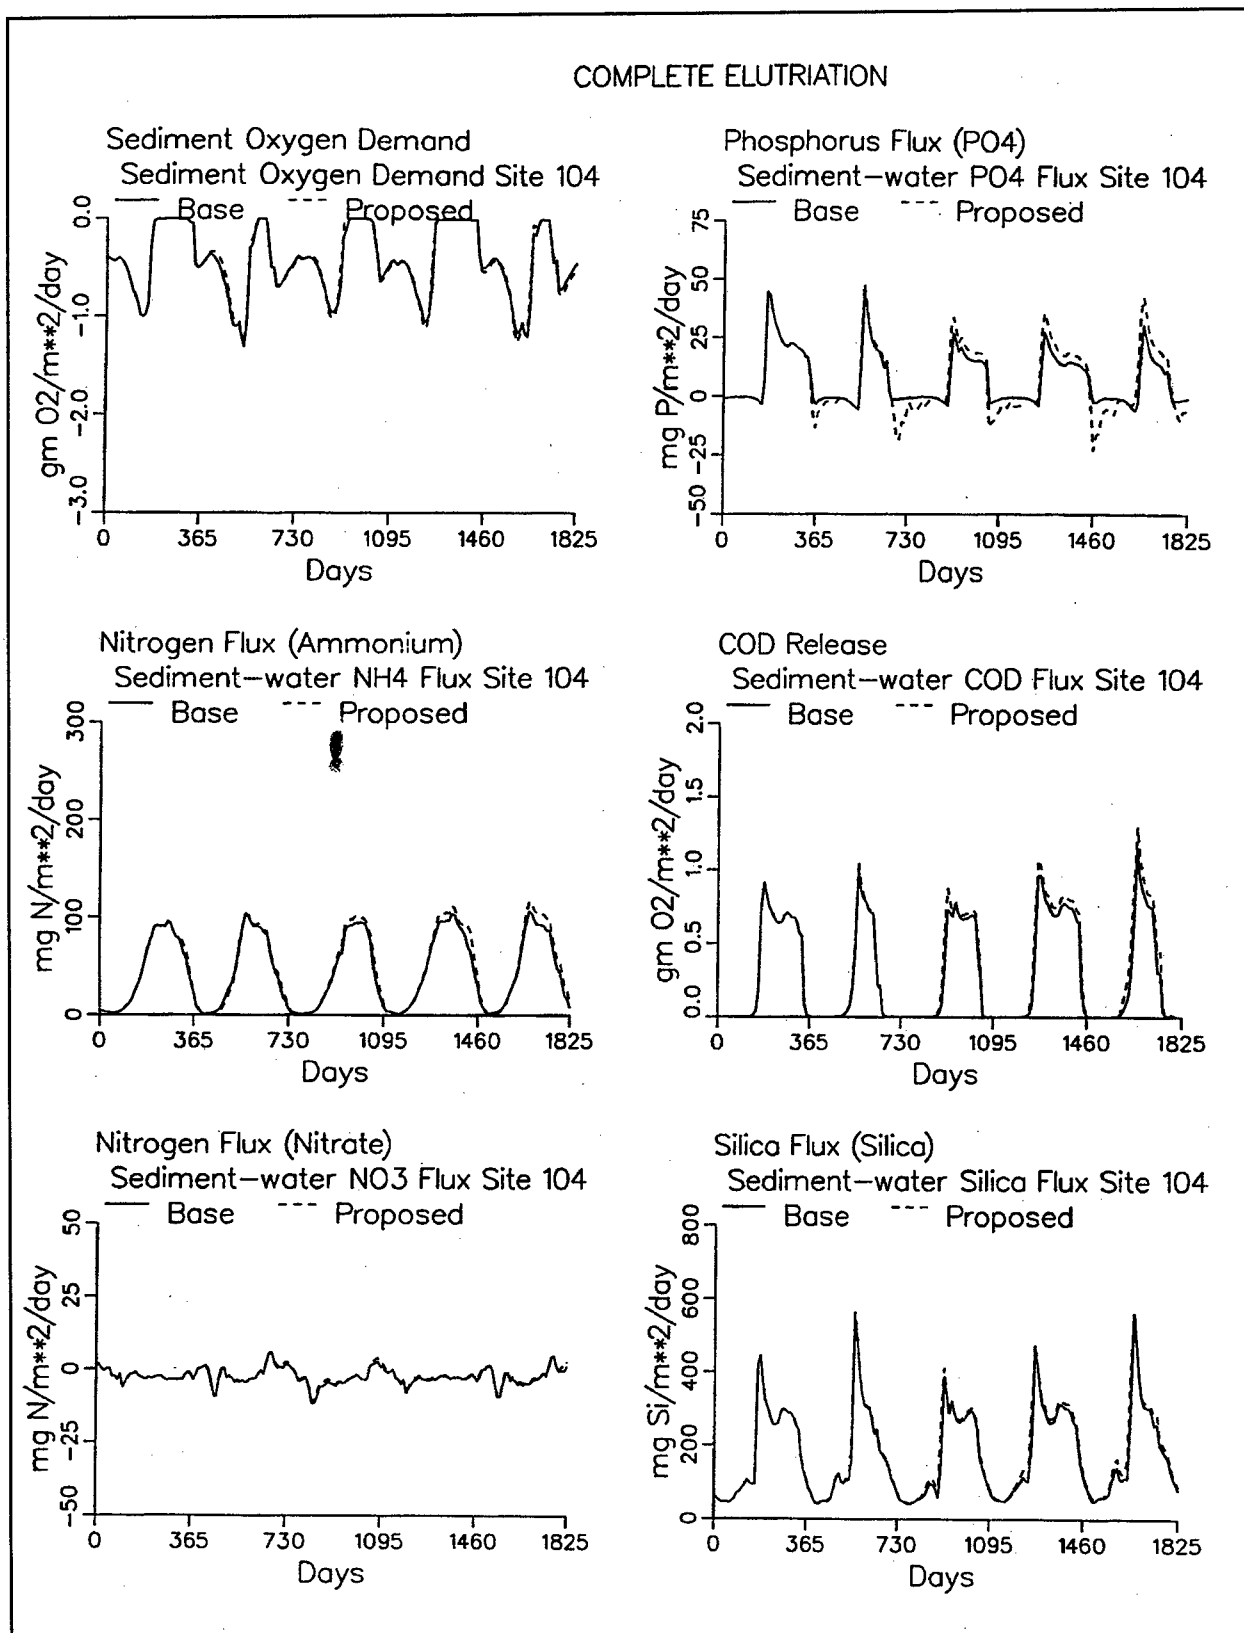 COMPLETE ELUTRIATION
Sediment Oxygen Demand
Sediment Oxygen Demand Site 104
Base Proposed
0.0
-1.0
-2.0
-3.0
gm O2/m**2/day
0 365 730 1095 1460 1825
Days
Phosphorus Flux (PO4)
Sediment-water PO4 Flux Site 104
Base Proposed
75
50
25
0
-25
-50
mg P/m**2/day
0 365 730 1095 1460 1825
Days
Nitrogen Flux (Ammonium)
Sediment-water NH4 Flux Site 104
Base Proposed
300
200
100
0
mg N/m**2/day
0 365 730 1095 1460 1825
Days
COD Release
Sediment-water COD Flux Site 104
Base Proposed
2.0
1.5
1.0
0.5
0.0
gm O2/m**2/day
0 365 730 1095 1460 1825
Days
Nitrogen Flux (Nitrate)
Sediment-water NO3 Flux Site 104
Base Proposed
50
25
0
-25
-50
mg N/m**2/day
0 365 730 1095 1460 1825
Days
Silica Flux (Silica)
Sediment-water Silica Flux Site 104
Base Proposed
800
600
400
200
0
mg Si/m**2/day
0 365 730 1095 1460 1825
Days